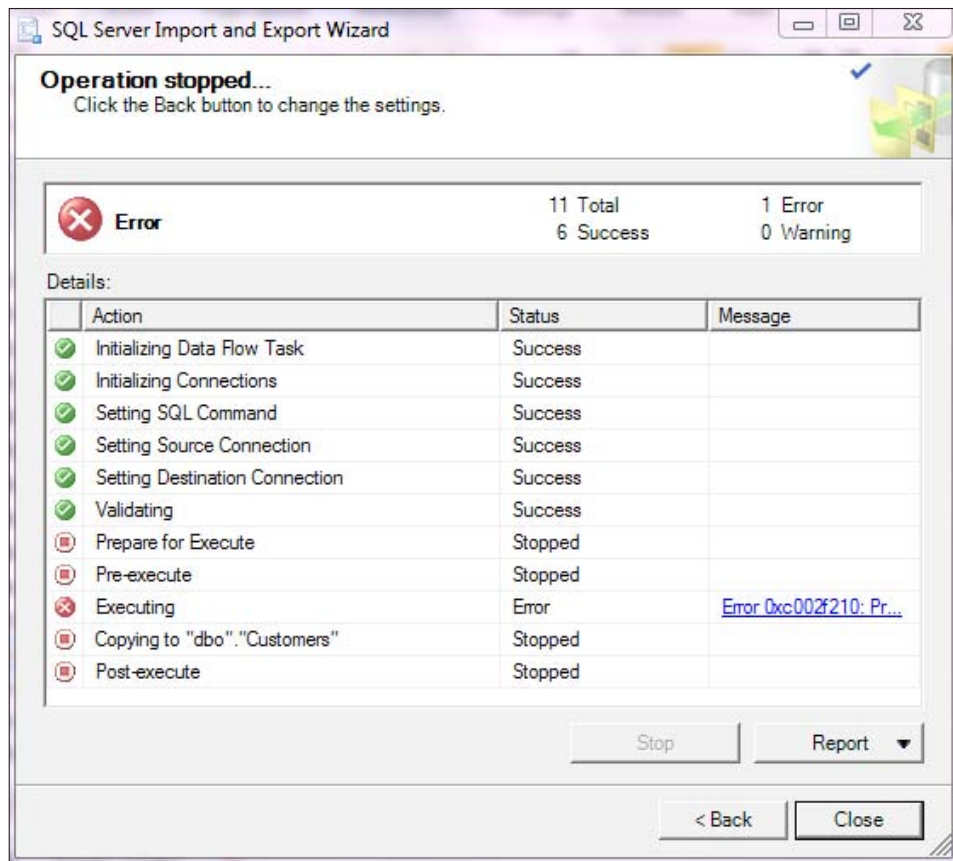 SQL Server Import and Export Wizard
Operation stopped...
Click the Back button to change the settings.
Error
11 Total
1 Error
6 Success
0 Warning
Details:
Action Status Message
Initializing Data Flow Task Success
Initializing Connections Success
Setting SQL Command Success
Setting Source Connection Success
Setting Destination Connection Success
Validating Success
Prepare for Execute Stopped
Pre-execute Stopped
Executing Error Error 0xc002f210: Pr...
Copying to "dbo"."Customers" Stopped
Post-execute Stopped
Stop Report
< Back Close